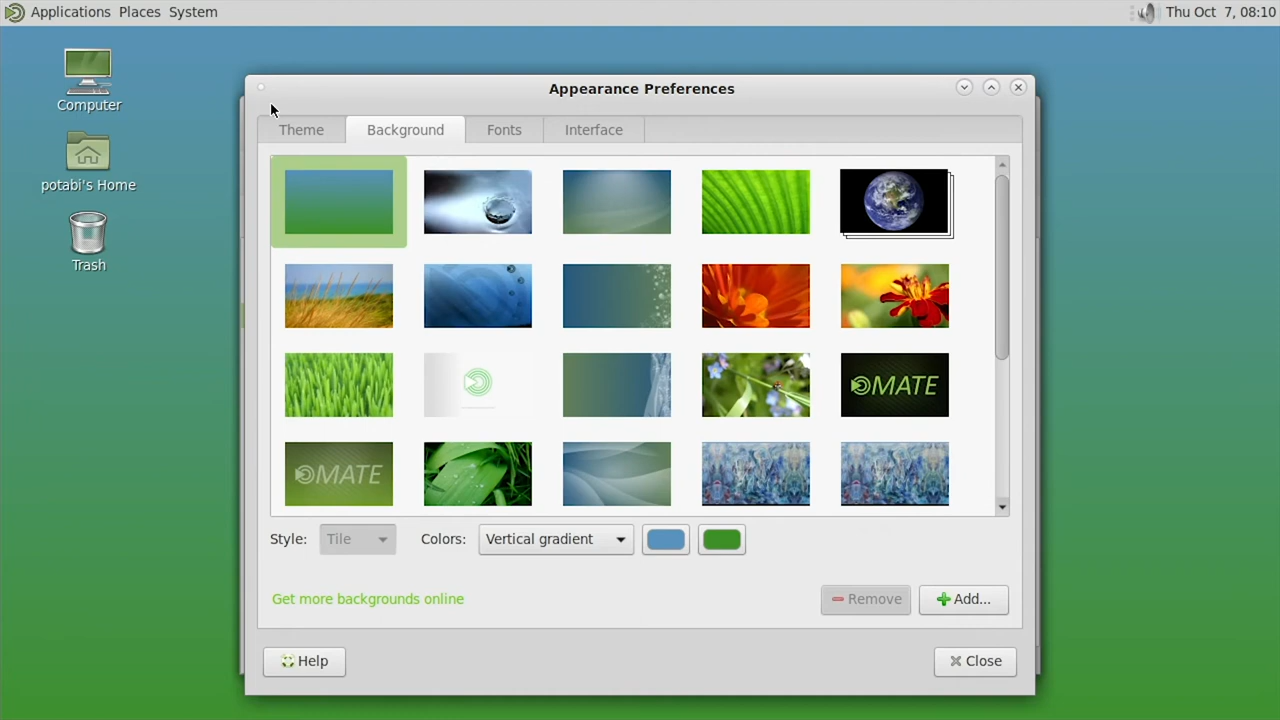 Applications Places System
Thu Oct 7, 08:10
Computer
potabi's Home
Trash
Appearance Preferences
Theme Background Fonts Interface
MATE
MATE
Style: Tile Colors: Vertical gradient
Get more backgrounds online
Remove Add...
Help Close